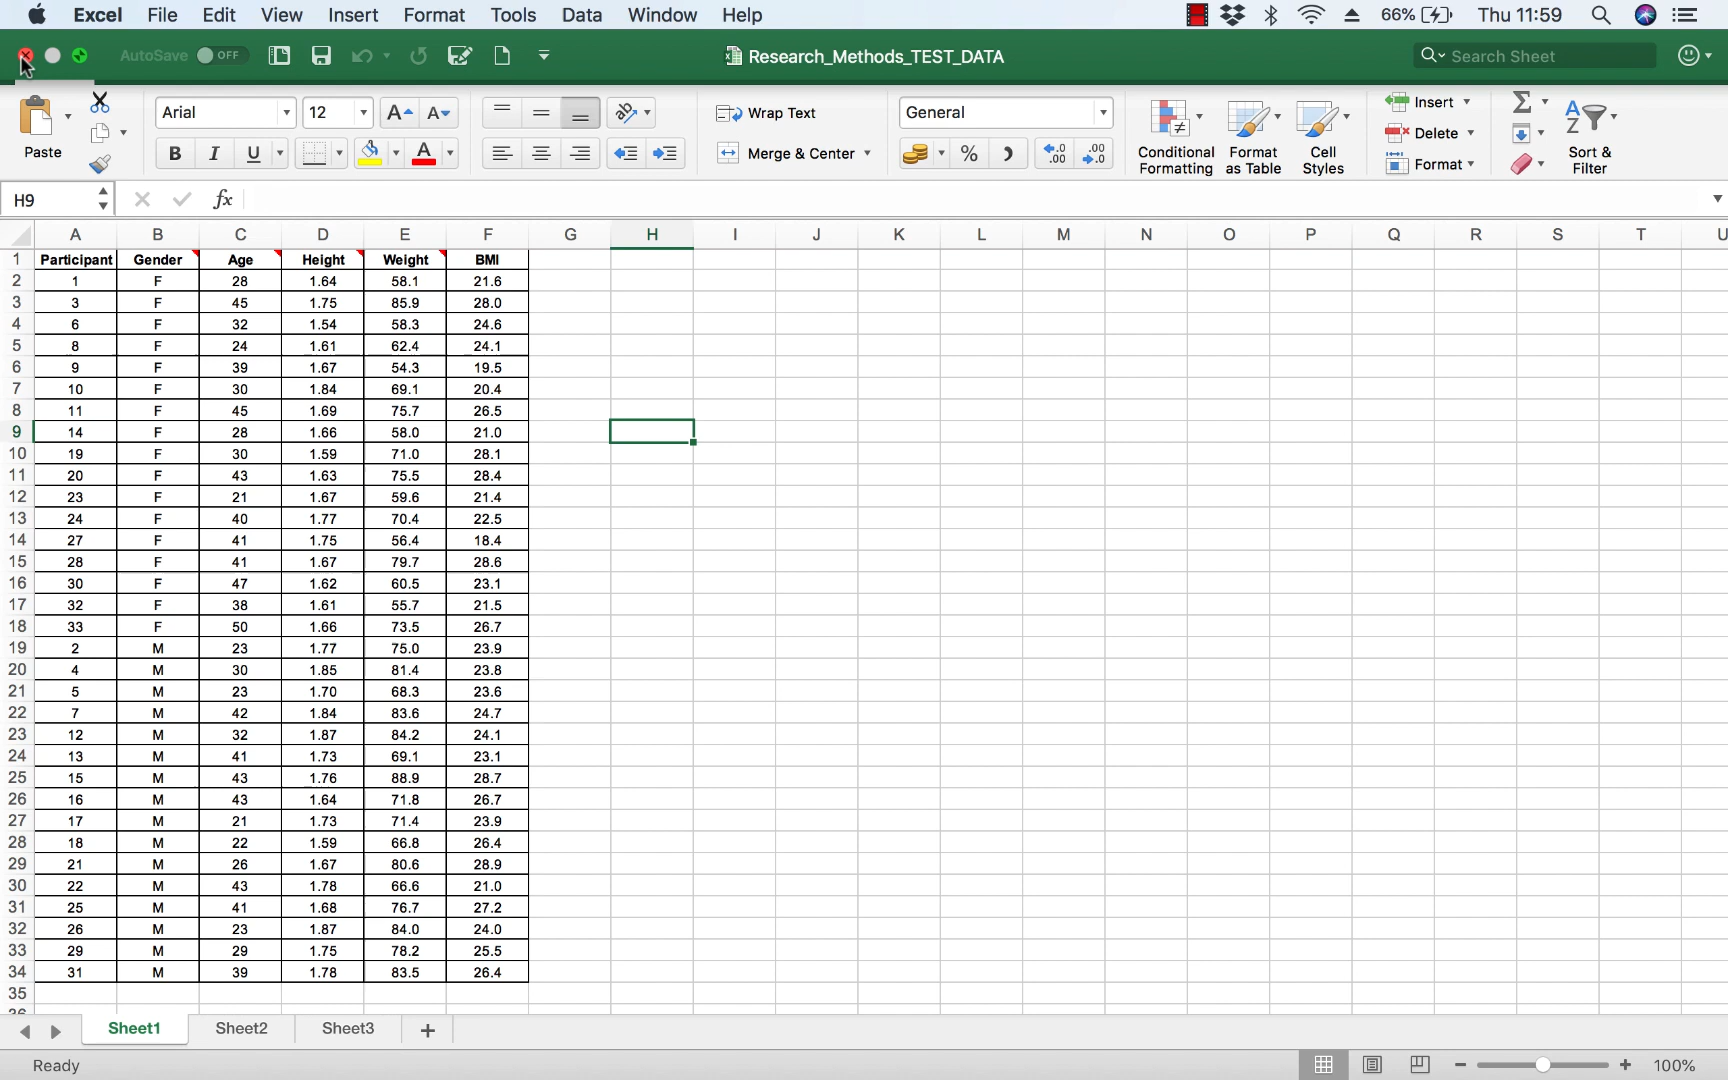 Excel File Edit View Insert Format Tools Data Window Help 66% Thu 11:59
AutoSave OFF Research_Methods_TEST_DATA Search Sheet
Paste Arial 12 A A ab Wrap Text General Conditional Formatting Format as Table Cell Styles Insert Delete Format Sort & Filter
B I U A Merge & Center % .0 .00 .00 .0
H9 fx
A B C D E F G H I J K L M N O P Q R S T U
1 Participant Gender Age Height Weight BMI
2 1 F 28 1.64 58.1 21.6
3 3 F 45 1.75 85.9 28.0
4 6 F 32 1.54 58.3 24.6
5 8 F 24 1.61 62.4 24.1
6 9 F 39 1.67 54.3 19.5
7 10 F 30 1.84 69.1 20.4
8 11 F 45 1.69 75.7 26.5
9 14 F 28 1.66 58.0 21.0
10 19 F 30 1.59 71.0 28.1
11 20 F 43 1.63 75.5 28.4
12 23 F 21 1.67 59.6 21.4
13 24 F 40 1.77 70.4 22.5
14 27 F 41 1.75 56.4 18.4
15 28 F 41 1.67 79.7 28.6
16 30 F 47 1.62 60.5 23.1
17 32 F 38 1.61 55.7 21.5
18 33 F 50 1.66 73.5 26.7
19 2 M 23 1.77 75.0 23.9
20 4 M 30 1.85 81.4 23.8
21 5 M 23 1.70 68.3 23.6
22 7 M 42 1.84 83.6 24.7
23 12 M 32 1.87 84.2 24.1
24 13 M 41 1.73 69.1 23.1
25 15 M 43 1.76 88.9 28.7
26 16 M 43 1.64 71.8 26.7
27 17 M 21 1.73 71.4 23.9
28 18 M 22 1.59 66.8 26.4
29 21 M 26 1.67 80.6 28.9
30 22 M 43 1.78 66.6 21.0
31 25 M 41 1.68 76.7 27.2
32 26 M 23 1.87 84.0 24.0
33 29 M 29 1.75 78.2 25.5
34 31 M 39 1.78 83.5 26.4
35
36
Sheet1 Sheet2 Sheet3 +
Ready 100%